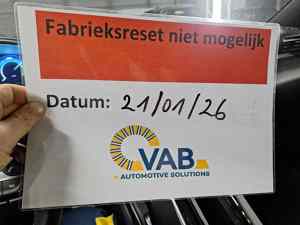 Fabrieksreset niet mogelijk
Datum: 21/01/26
VAB
AUTOMOTIVE SOLUTIONS